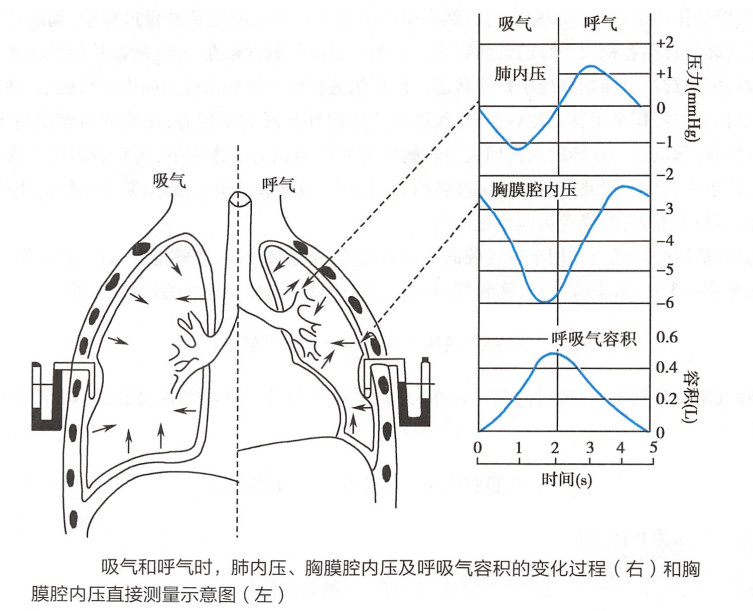 吸气 呼气
+2
肺内压
+1
0
-1
-2
压力(mmHg)
吸气 呼气
胸膜腔内压
-3
-4
-5
-6
呼吸气容积
0.6
0.4
0.2
0
容积(L)
0 1 2 3 4 5
时间(s)
吸气和呼气时，肺内压、胸膜腔内压及呼吸气容积的变化过程（右）和胸
膜腔内压直接测量示意图（左）